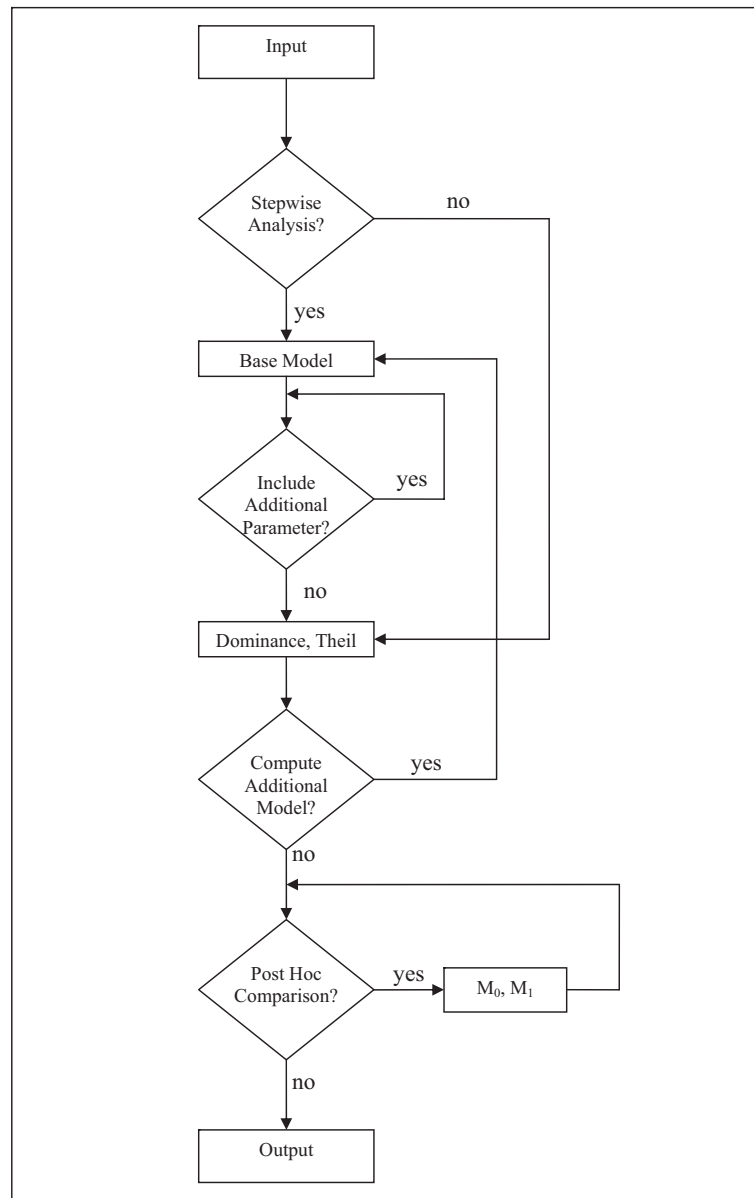 Input
Stepwise
Analysis?
no
yes
Base Model
Include
Additional
Parameter?
yes
no
Dominance, Theil
Compute
Additional
Model?
yes
no
Post Hoc
Comparison?
yes
M₀, M₁
no
Output